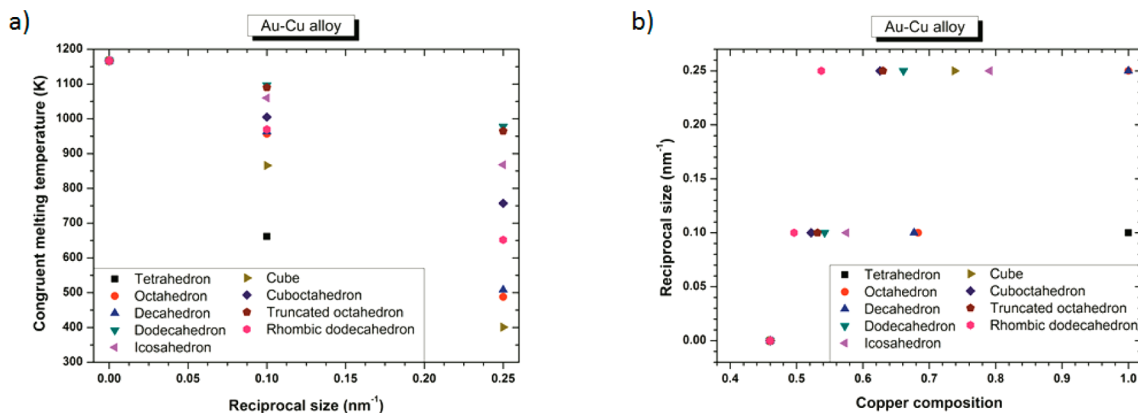 a)
Au-Cu alloy
1200
1100
1000
900
800
700
600
500
400
300
Congruent melting temperature (K)
Tetrahedron
Octahedron
Decahedron
Dodecahedron
Icosahedron
Cube
Cuboctahedron
Truncated octahedron
Rhombic dodecahedron
0.00 0.05 0.10 0.15 0.20 0.25
Reciprocal size (nm⁻¹)
b)
Au-Cu alloy
0.25
0.20
0.15
0.10
0.05
0.00
Reciprocal size (nm⁻¹)
Tetrahedron
Octahedron
Decahedron
Dodecahedron
Icosahedron
Cube
Cuboctahedron
Truncated octahedron
Rhombic dodecahedron
0.4 0.5 0.6 0.7 0.8 0.9 1.0
Copper composition